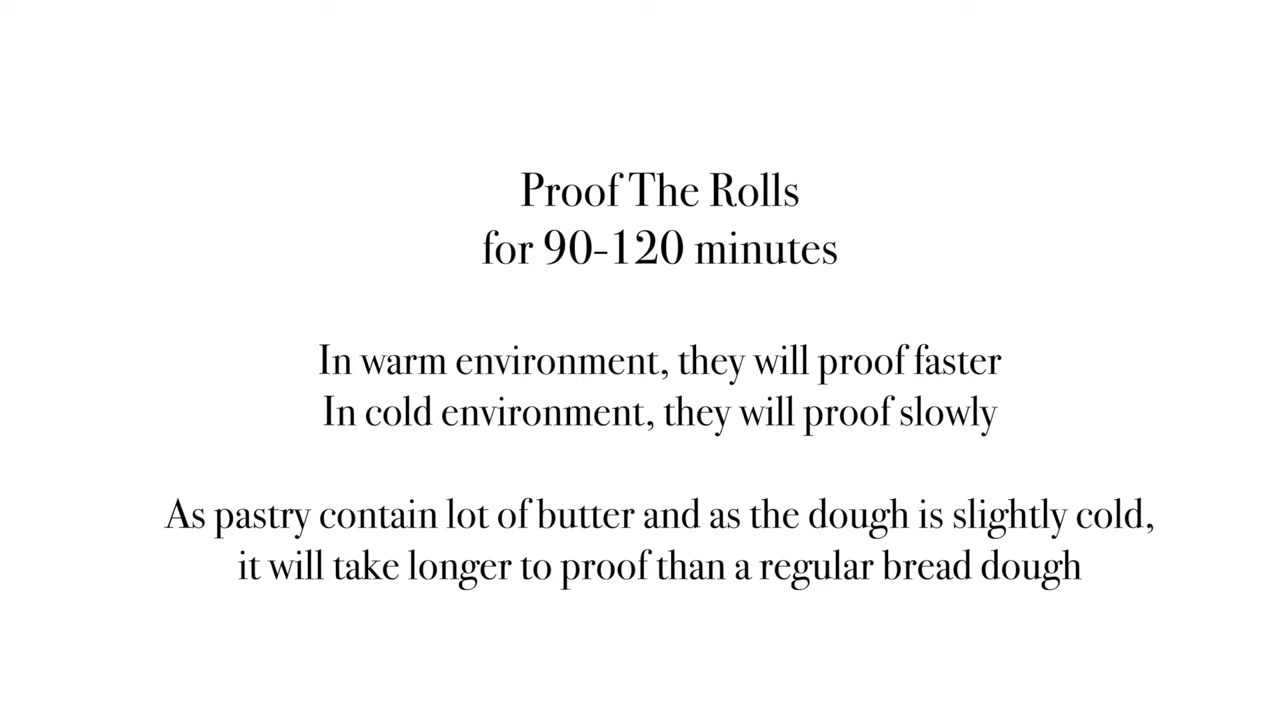 Proof The Rolls
for 90-120 minutes
In warm environment, they will proof faster
In cold environment, they will proof slowly
As pastry contain lot of butter and as the dough is slightly cold,
it will take longer to proof than a regular bread dough